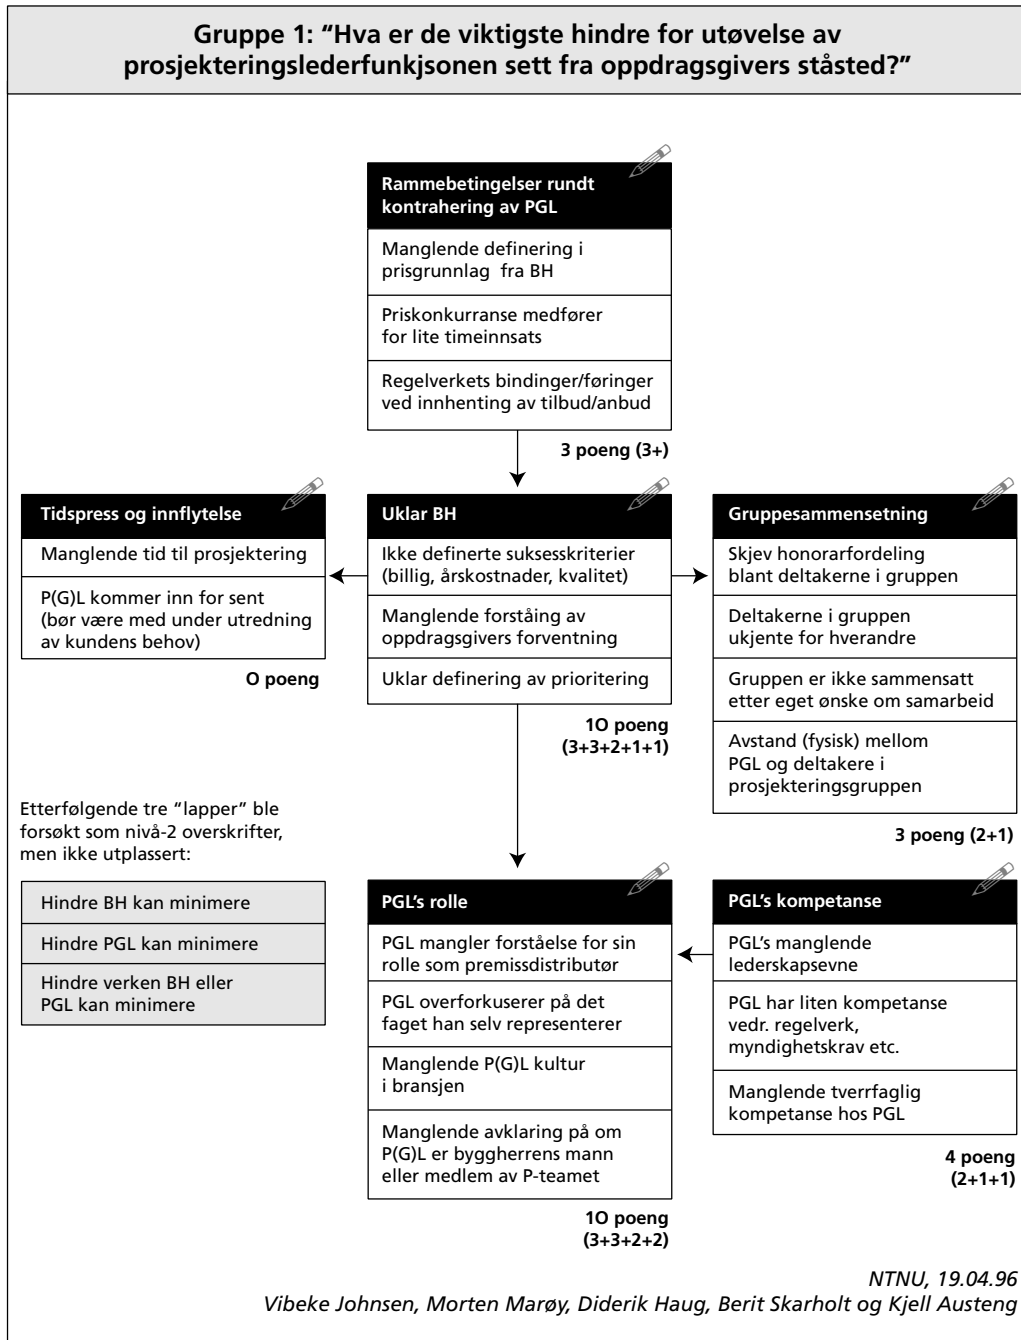 Gruppe 1: “Hva er de viktigste hindre for utøvelse av
prosjekteringslederfunkjsonen sett fra oppdragsgivers ståsted?”
Rammebetingelser rundt
kontrahering av PGL
Manglende definering i
prisgrunnlag fra BH
Priskonkurranse medfører
for lite timeinnsats
Regelverkets bindinger/føringer
ved innhenting av tilbud/anbud
3 poeng (3+)
Tidspress og innflytelse
Manglende tid til prosjektering
P(G)L kommer inn for sent
(bør være med under utredning
av kundens behov)
O poeng
Uklar BH
Ikke definerte suksesskriterier
(billig, årskostnader, kvalitet)
Manglende forståing av
oppdragsgivers forventning
Uklar definering av prioritering
1O poeng
(3+3+2+1+1)
Gruppesammensetning
Skjev honorarfordeling
blant deltakerne i gruppen
Deltakerne i gruppen
ukjente for hverandre
Gruppen er ikke sammensatt
etter eget ønske om samarbeid
Avstand (fysisk) mellom
PGL og deltakere i
prosjekteringsgruppen
3 poeng (2+1)
Etterfølgende tre “lapper” ble
forsøkt som nivå-2 overskrifter,
men ikke utplassert:
Hindre BH kan minimere
Hindre PGL kan minimere
Hindre verken BH eller
PGL kan minimere
PGL’s rolle
PGL mangler forståelse for sin
rolle som premissdistributør
PGL overforkuserer på det
faget han selv representerer
Manglende P(G)L kultur
i bransjen
Manglende avklaring på om
P(G)L er byggherrens mann
eller medlem av P-teamet
1O poeng
(3+3+2+2)
PGL’s kompetanse
PGL’s manglende
lederskapsevne
PGL har liten kompetanse
vedr. regelverk,
myndighetskrav etc.
Manglende tverrfaglig
kompetanse hos PGL
4 poeng
(2+1+1)
NTNU, 19.04.96
Vibeke Johnsen, Morten Marøy, Diderik Haug, Berit Skarholt og Kjell Austeng